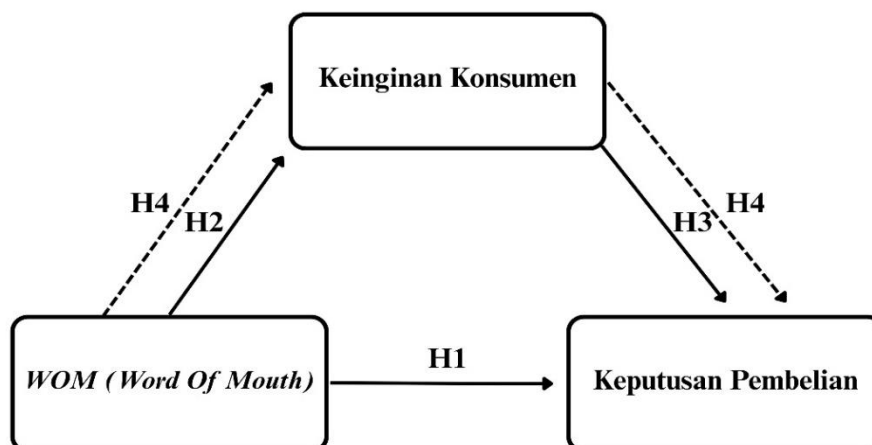 Keinginan Konsumen
H4
H2
H3
H4
WOM (Word Of Mouth)
H1
Keputusan Pembelian